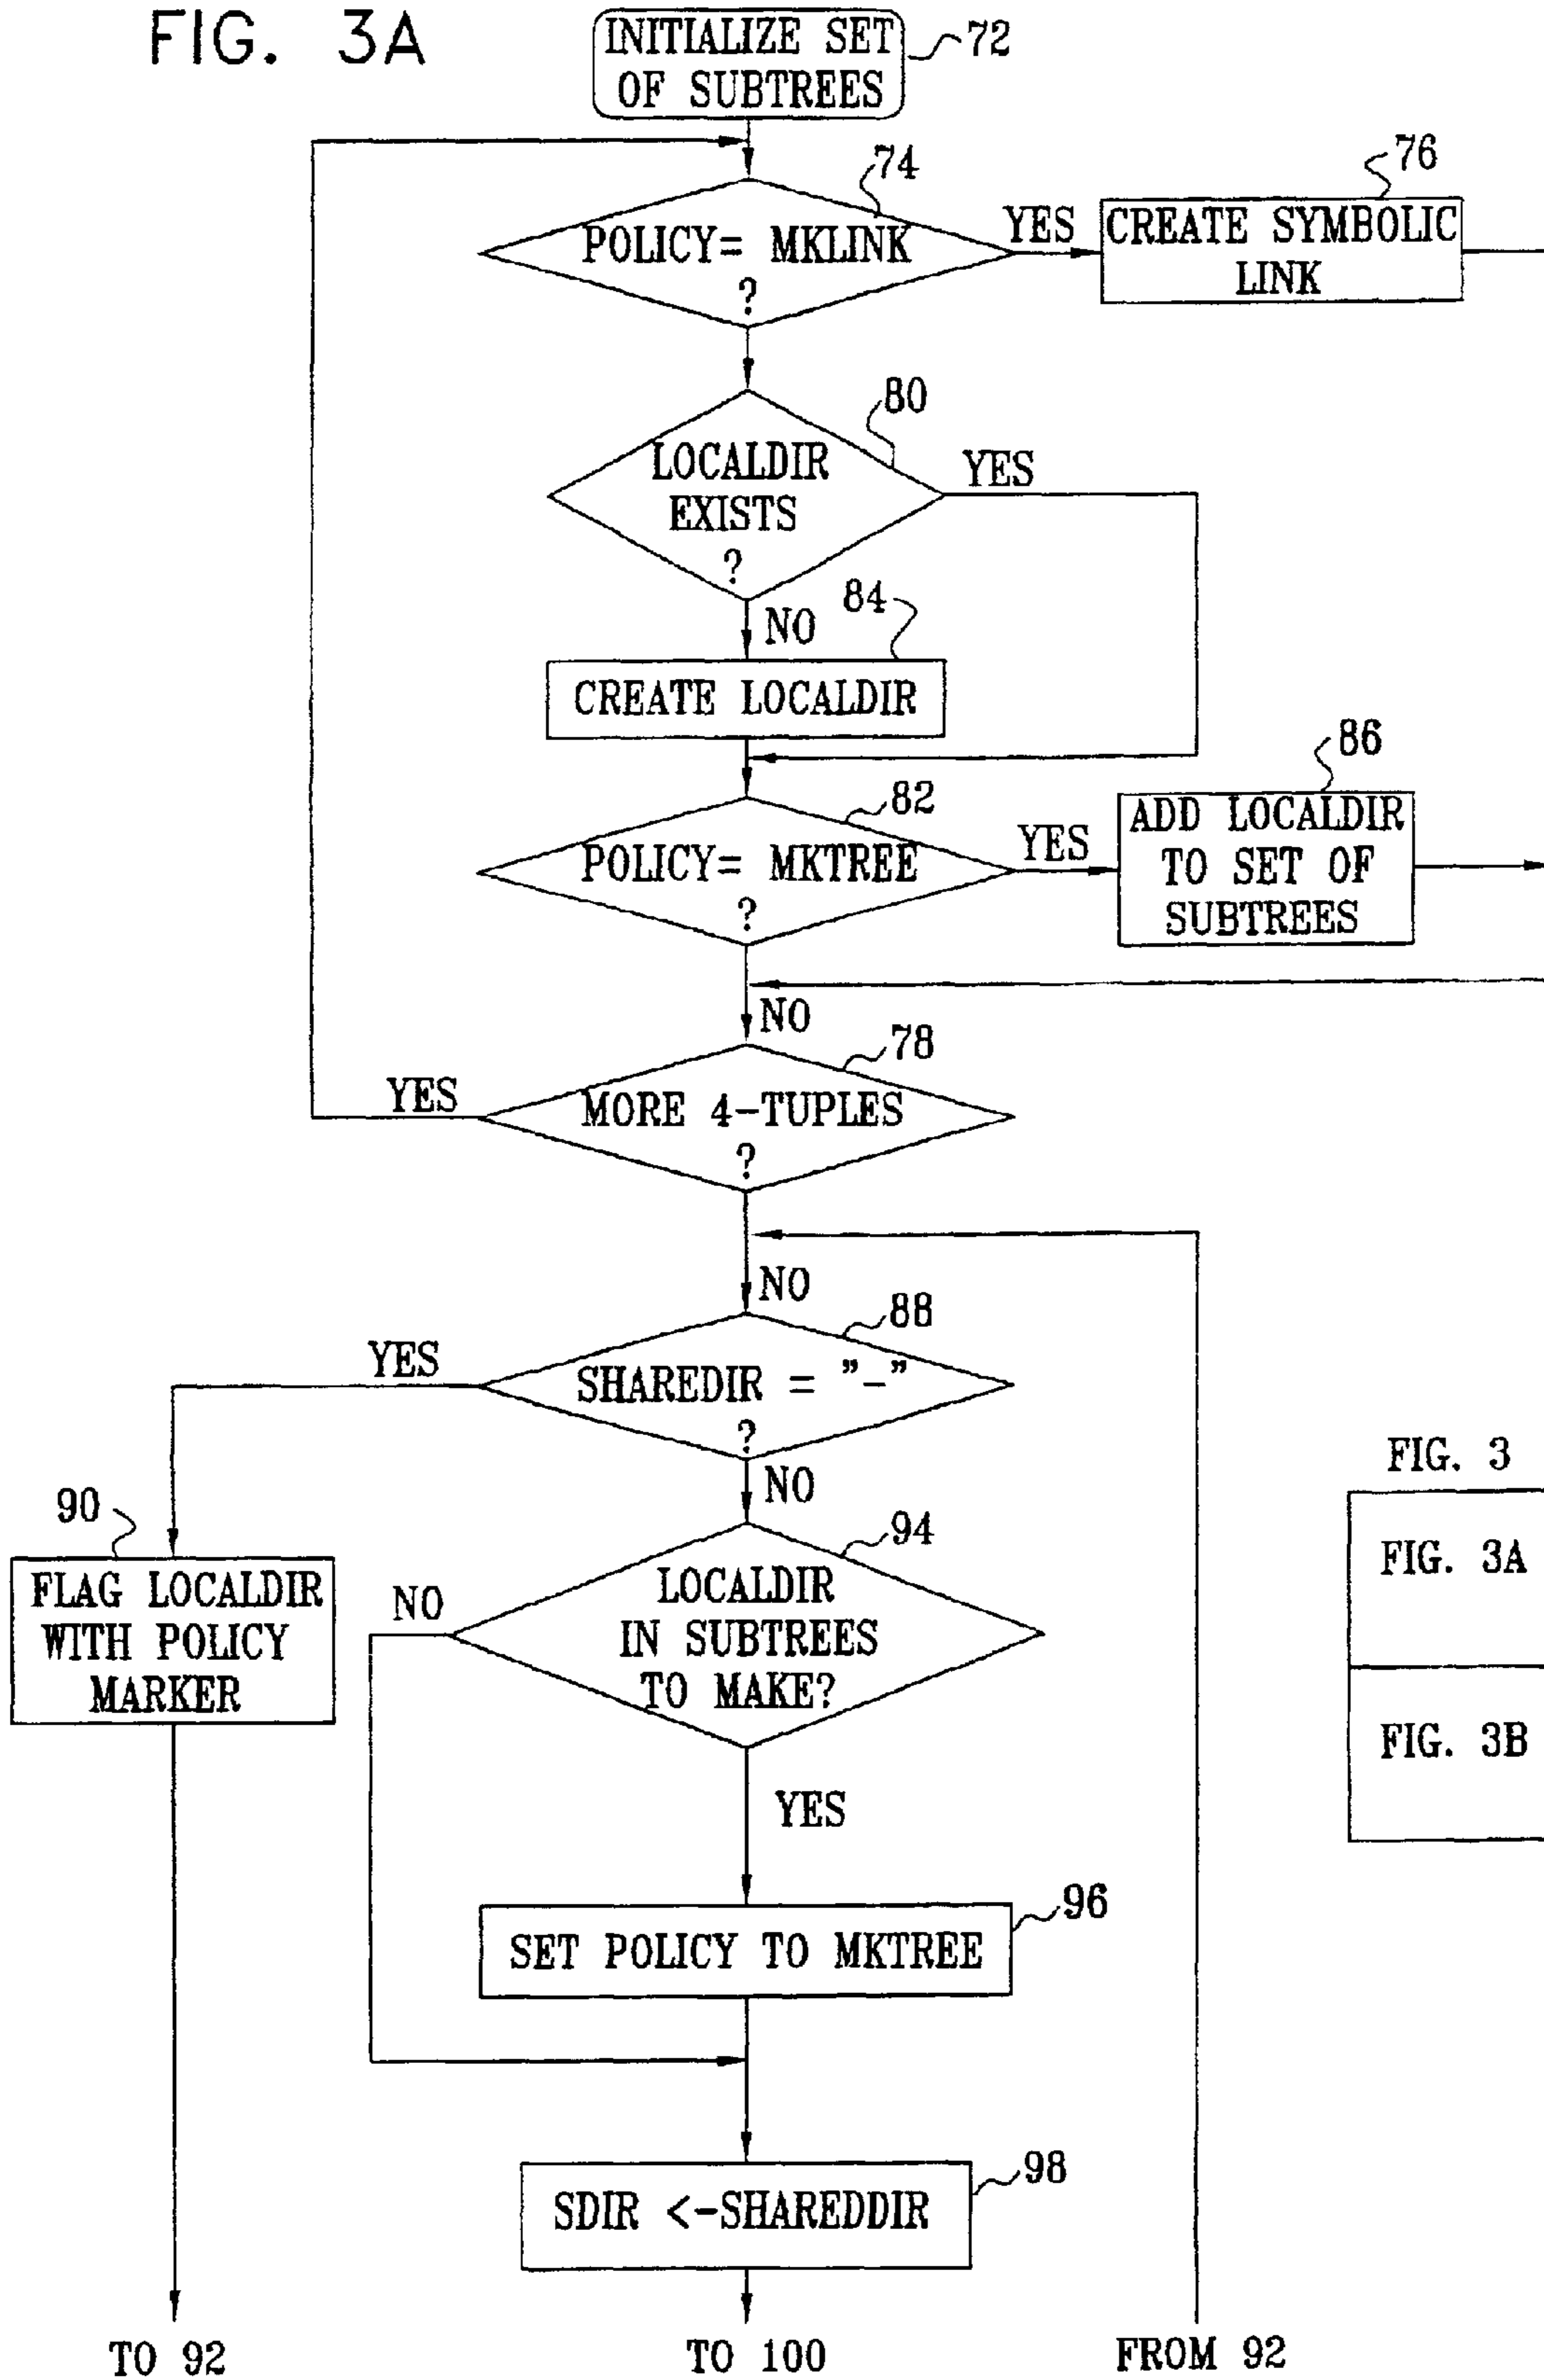 FIG. 3A
INITIALIZE SET
OF SUBTREES
72
74
POLICY= MKLINK
?
YES
76
CREATE SYMBOLIC
LINK
80
LOCALDIR
EXISTS
?
YES
NO
84
CREATE LOCALDIR
82
POLICY= MKTREE
?
YES
86
ADD LOCALDIR
TO SET OF
SUBTREES
NO
78
YES
MORE 4-TUPLES
?
NO
88
YES
SHAREDIR = "-"
?
NO
90
FLAG LOCALDIR
WITH POLICY
MARKER
94
NO
LOCALDIR
IN SUBTREES
TO MAKE?
YES
96
SET POLICY TO MKTREE
98
SDIR <-SHAREDDIR
TO 92
TO 100
FROM 92
FIG. 3
FIG. 3A
FIG. 3B